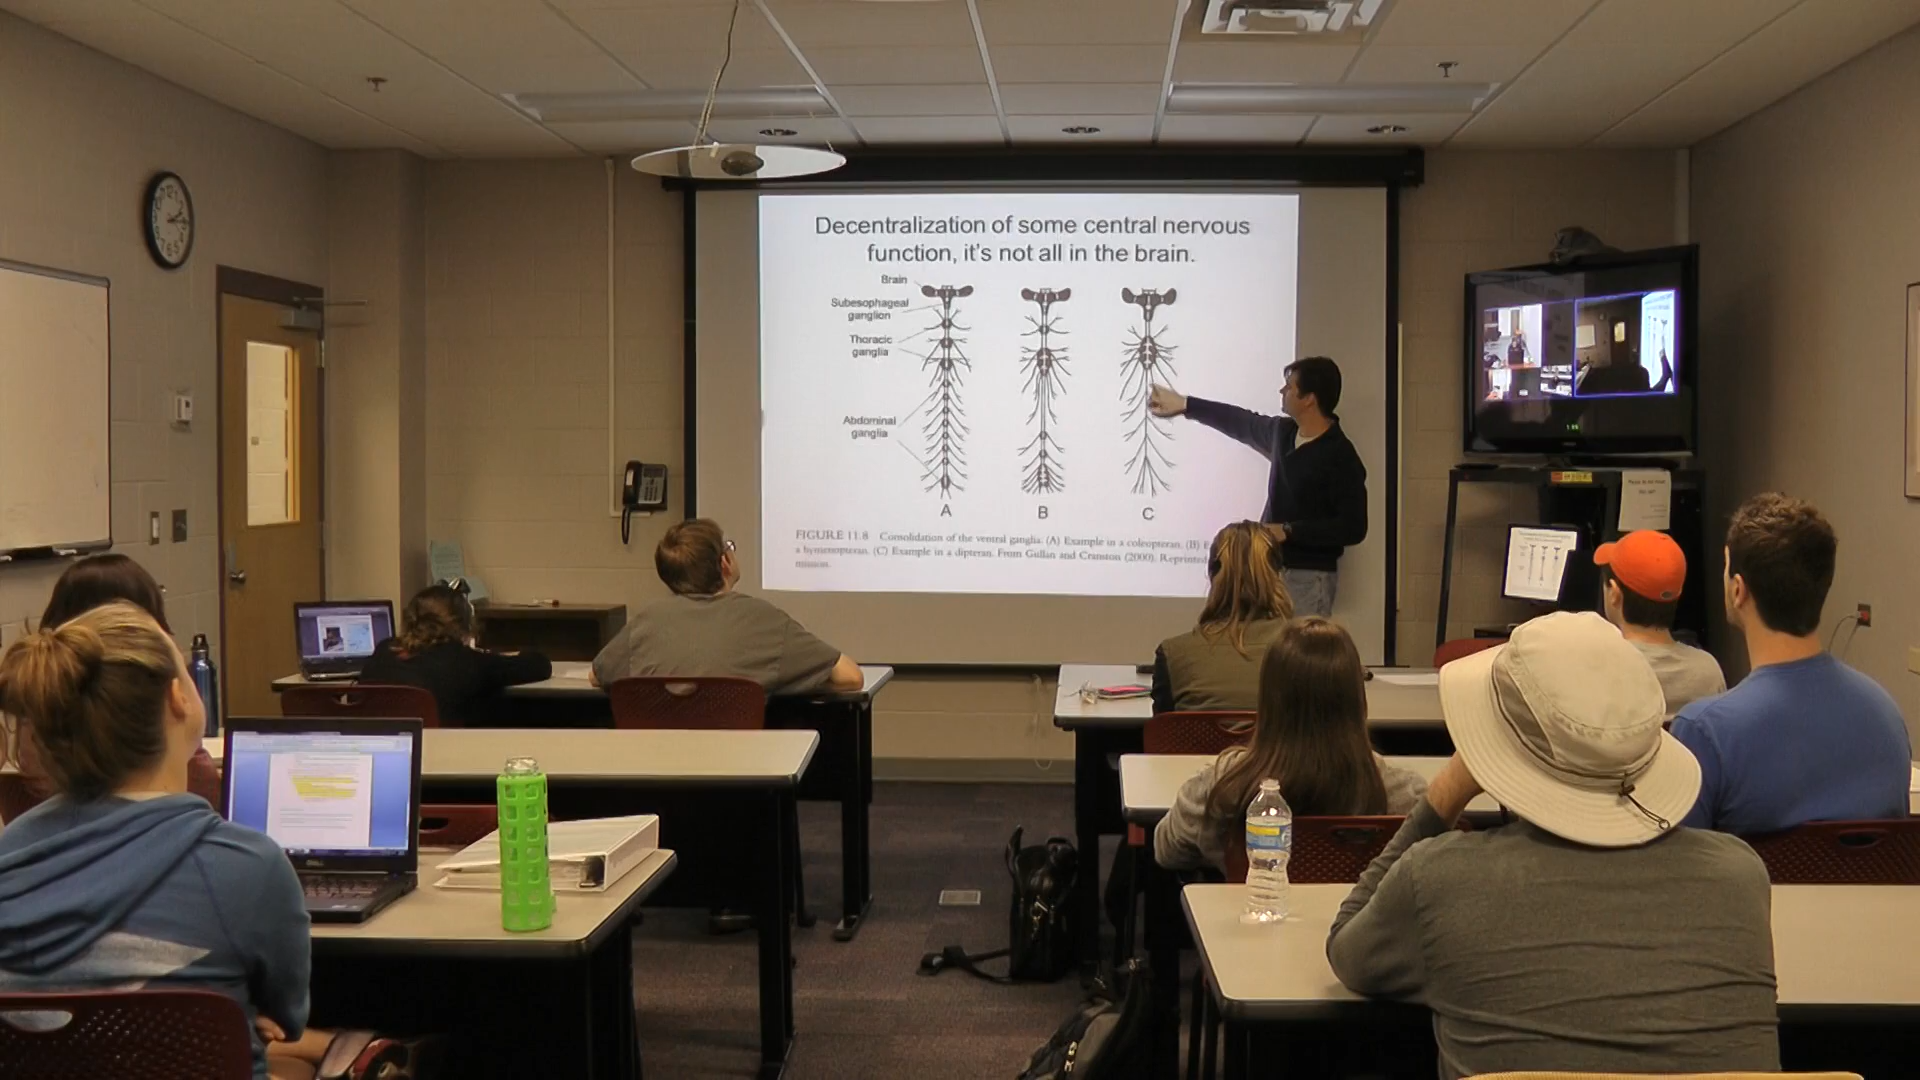 Decentralization of some central nervous
function, it's not all in the brain.
Brain
Subesophageal
ganglion
Thoracic
ganglia
Abdominal
ganglia
A B C
FIGURE 11.8 Consolidation of the ventral ganglia. (A) Example in a coleopteran. (B) E
a hymenopteran. (C) Example in a dipteran. From Gullan and Cranston (2000). Reprinted
mission.
DELL